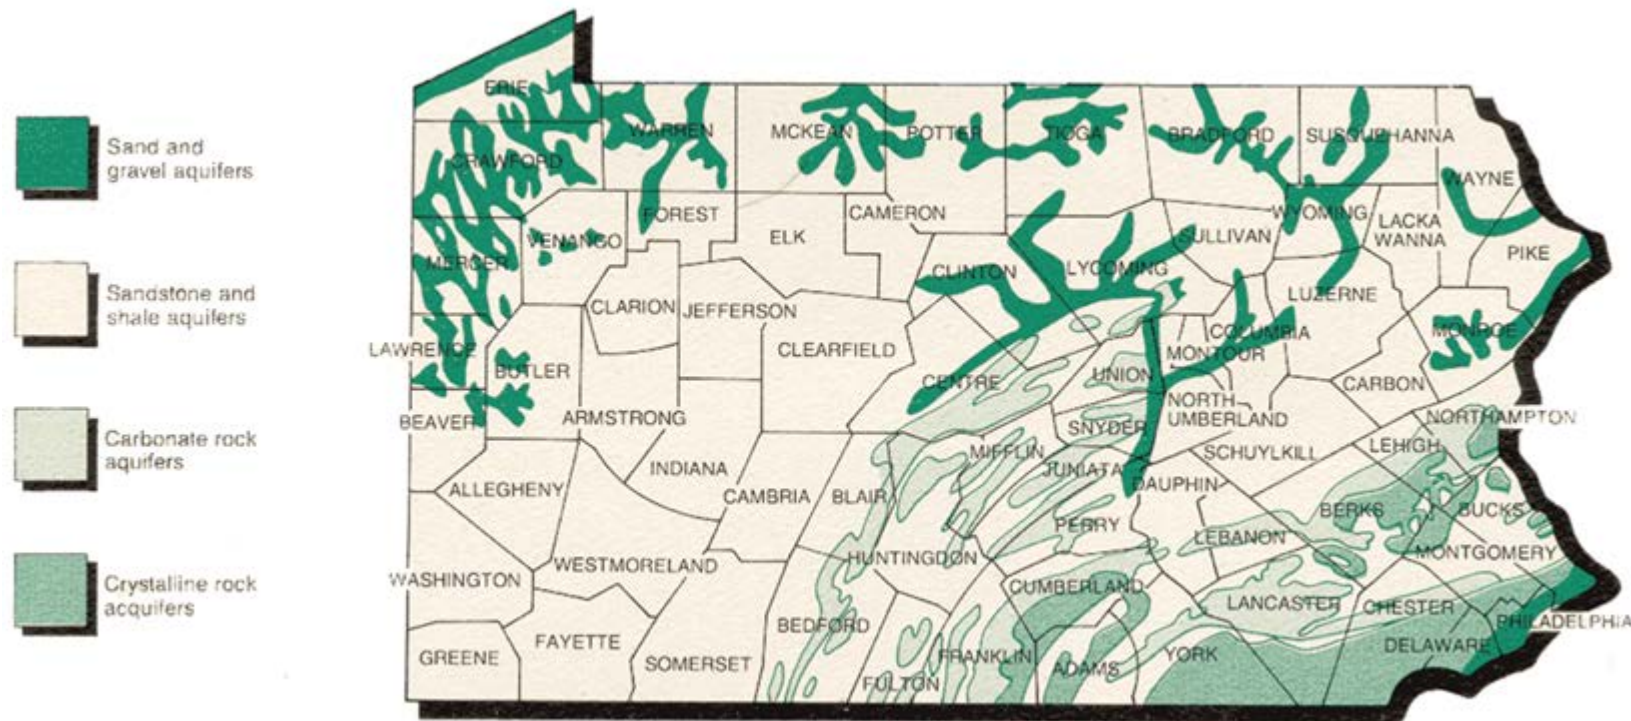 Sand and
gravel aquifers
Sandstone and
shale aquifers
Carbonate rock
aquifers
Crystalline rock
acquifers
ERIE
CRAWFORD
WARREN
MCKEAN
POTTER
TIOGA
BRADFORD
SUSQUEHANNA
WAYNE
FOREST
VENANGO
ELK
CAMERON
MERCER
CLINTON
LYCOMING
SULLIVAN
WYOMING
LACKA
WANNA
PIKE
CLARION
JEFFERSON
LUZERNE
LAWRENCE
BUTLER
CLEARFIELD
CENTRE
UNION
MONTOUR
COLUMBIA
MONROE
CARBON
BEAVER
ARMSTRONG
SNYDER
NORTH
UMBERLAND
NORTHAMPTON
INDIANA
MIFFLIN
JUNIATA
SCHUYLKILL
LEHIGH
ALLEGHENY
CAMBRIA
BLAIR
DAUPHIN
BERKS
BUCKS
PERRY
LEBANON
MONTGOMERY
WASHINGTON
WESTMORELAND
HUNTINGDON
CUMBERLAND
LANCASTER
CHESTER
PHILADELPHIA
GREENE
FAYETTE
SOMERSET
BEDFORD
FULTON
FRANKLIN
ADAMS
YORK
DELAWARE